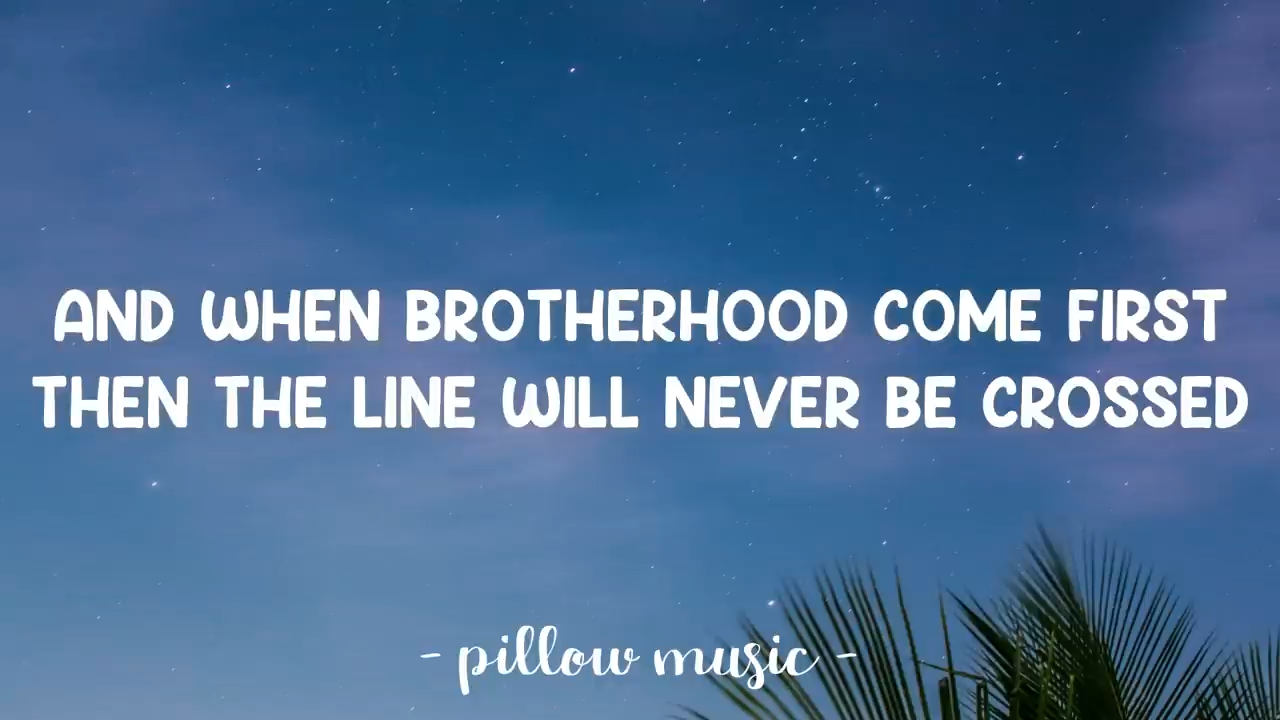 AND WHEN BROTHERHOOD COME FIRST
THEN THE LINE WILL NEVER BE CROSSED
- pillow music -